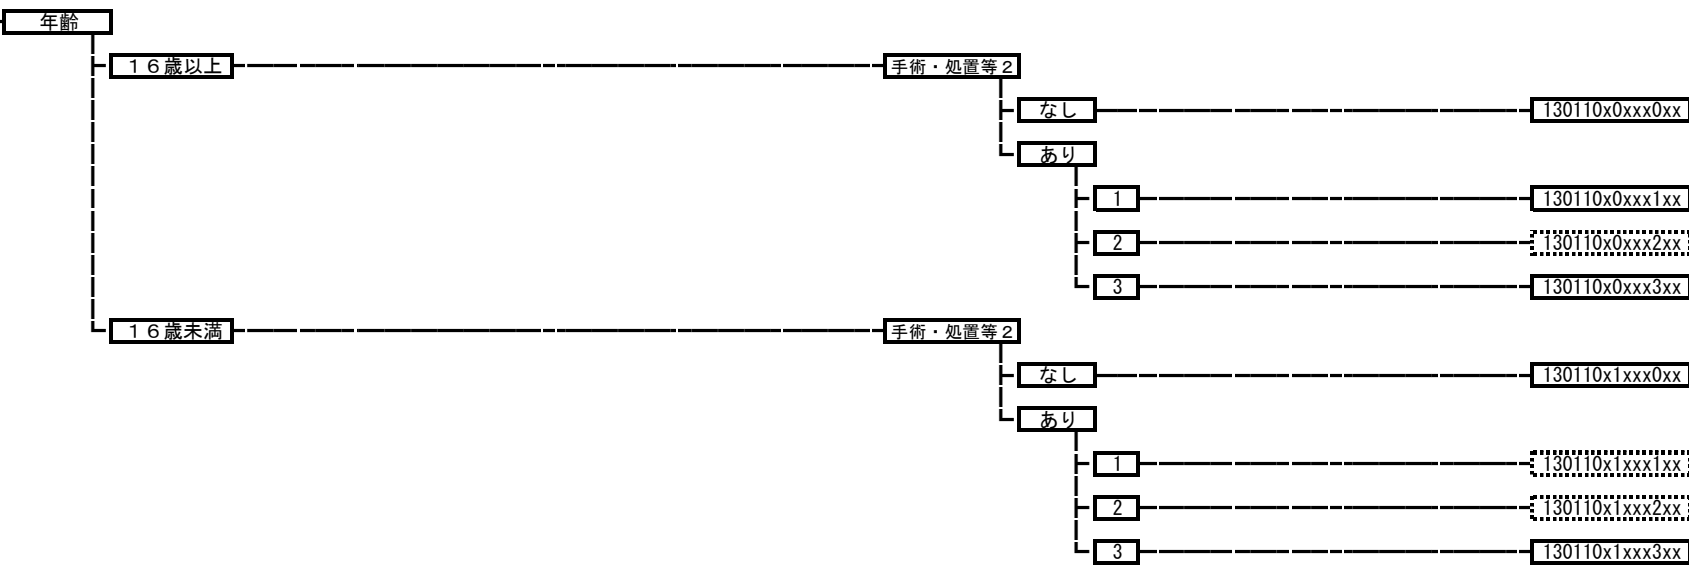 年齢
１６歳以上 手術・処置等２
なし 130110x0xxx0xx
あり
1 130110x0xxx1xx
2 130110x0xxx2xx
3 130110x0xxx3xx
１６歳未満 手術・処置等２
なし 130110x1xxx0xx
あり
1 130110x1xxx1xx
2 130110x1xxx2xx
3 130110x1xxx3xx